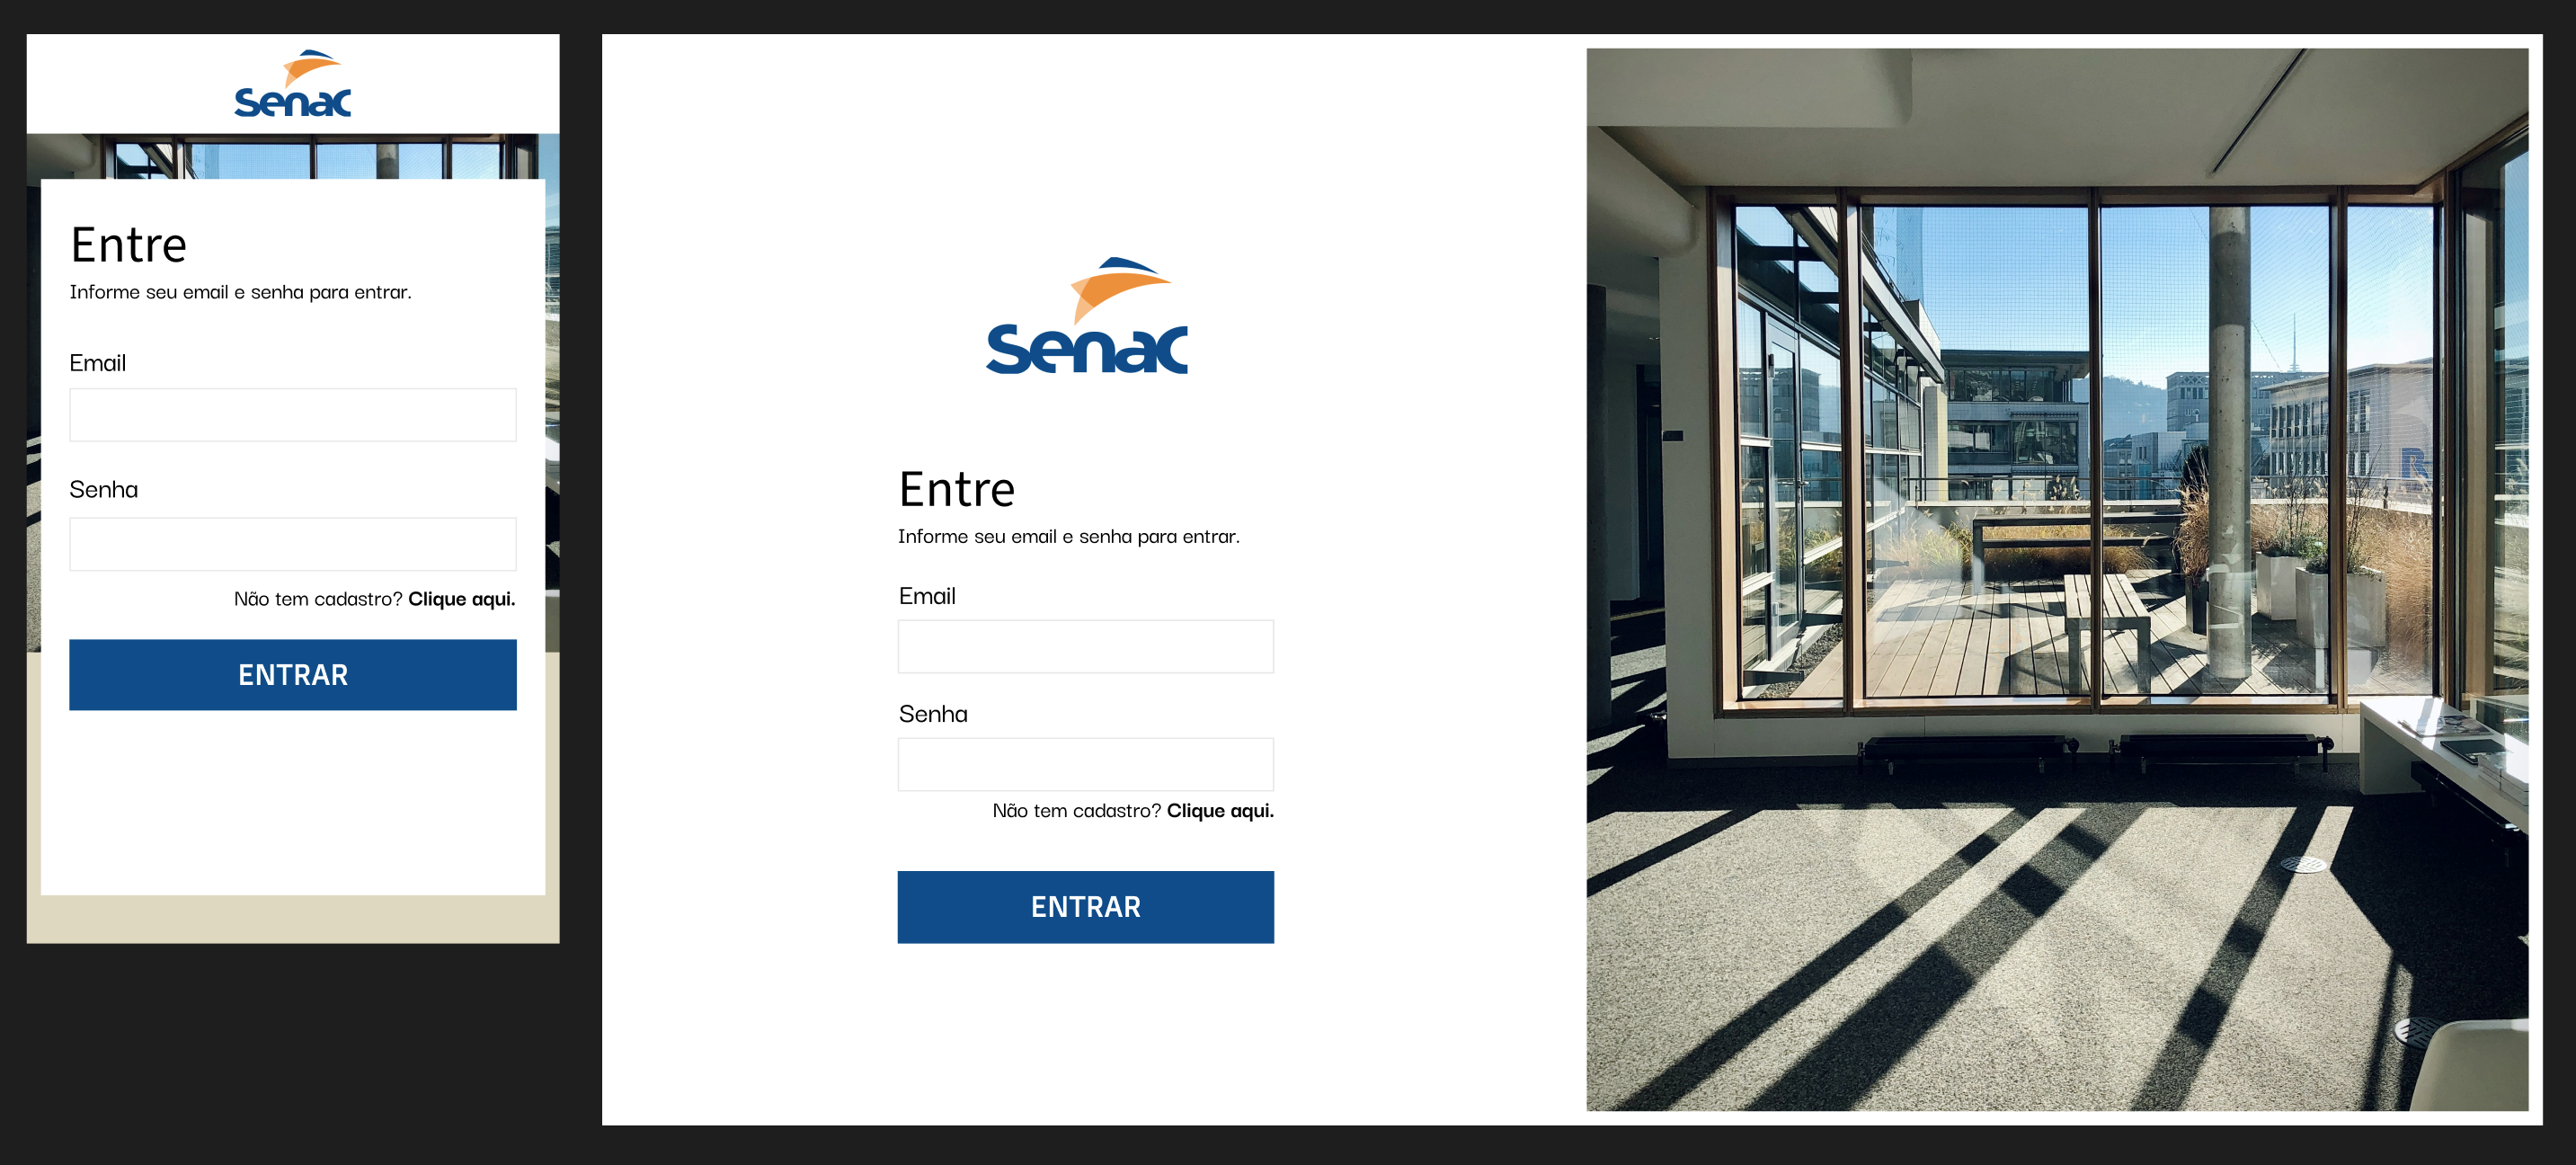 Senac
Entre
Informe seu email e senha para entrar.
Email
Senha
Não tem cadastro? Clique aqui.
ENTRAR
Senac
Entre
Informe seu email e senha para entrar.
Email
Senha
Não tem cadastro? Clique aqui.
ENTRAR